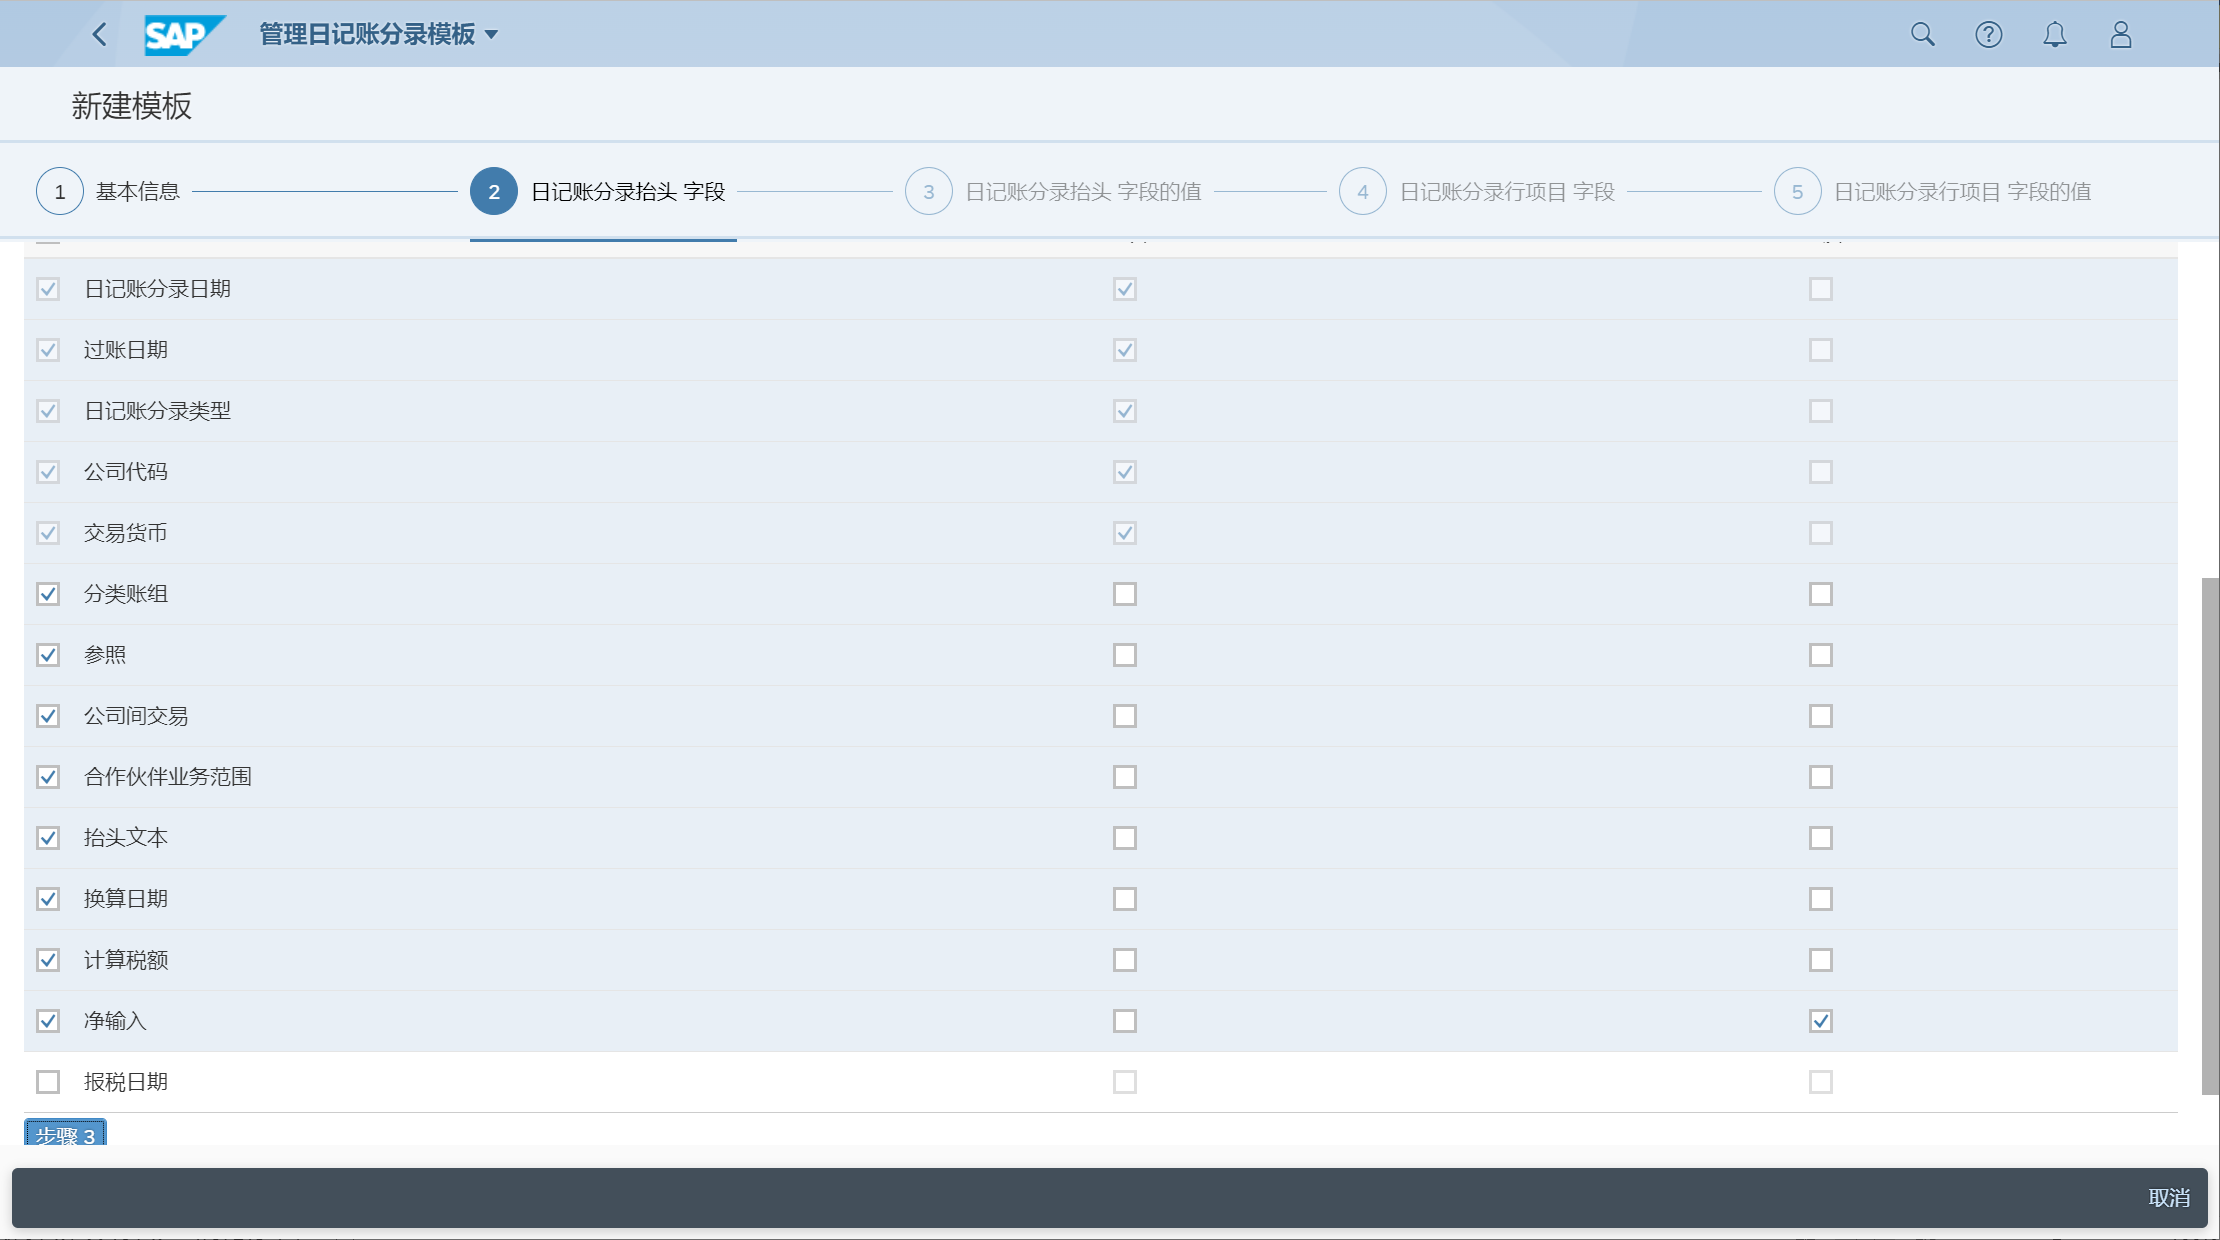 SAP 管理日记账分录模板
新建模板
1 基本信息 2 日记账分录抬头 字段 3 日记账分录抬头 字段的值 4 日记账分录行项目 字段 5 日记账分录行项目 字段的值
日记账分录日期
过账日期
日记账分录类型
公司代码
交易货币
分类账组
参照
公司间交易
合作伙伴业务范围
抬头文本
换算日期
计算税额
净输入
报税日期
步骤 3
取消